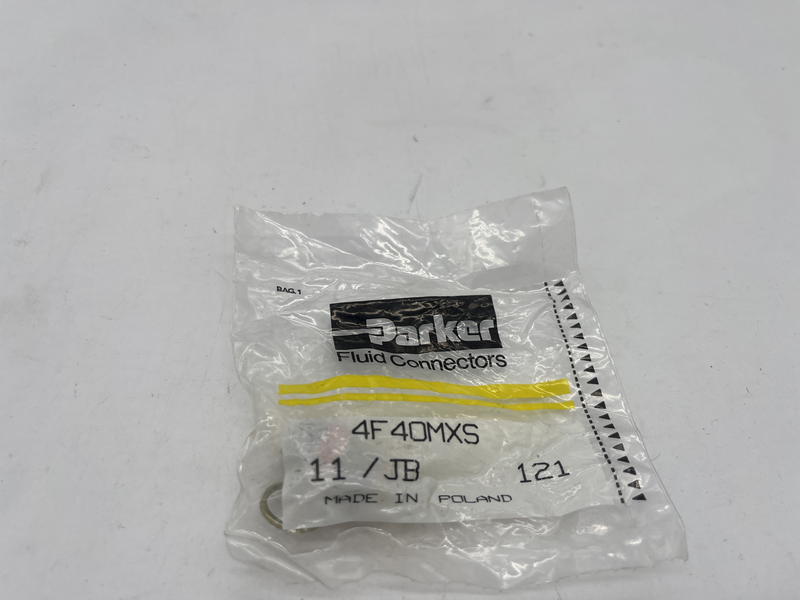 BAG.1
Parker
Fluid Connectors
4F40MXS
11/JB 121
MADE IN POLAND